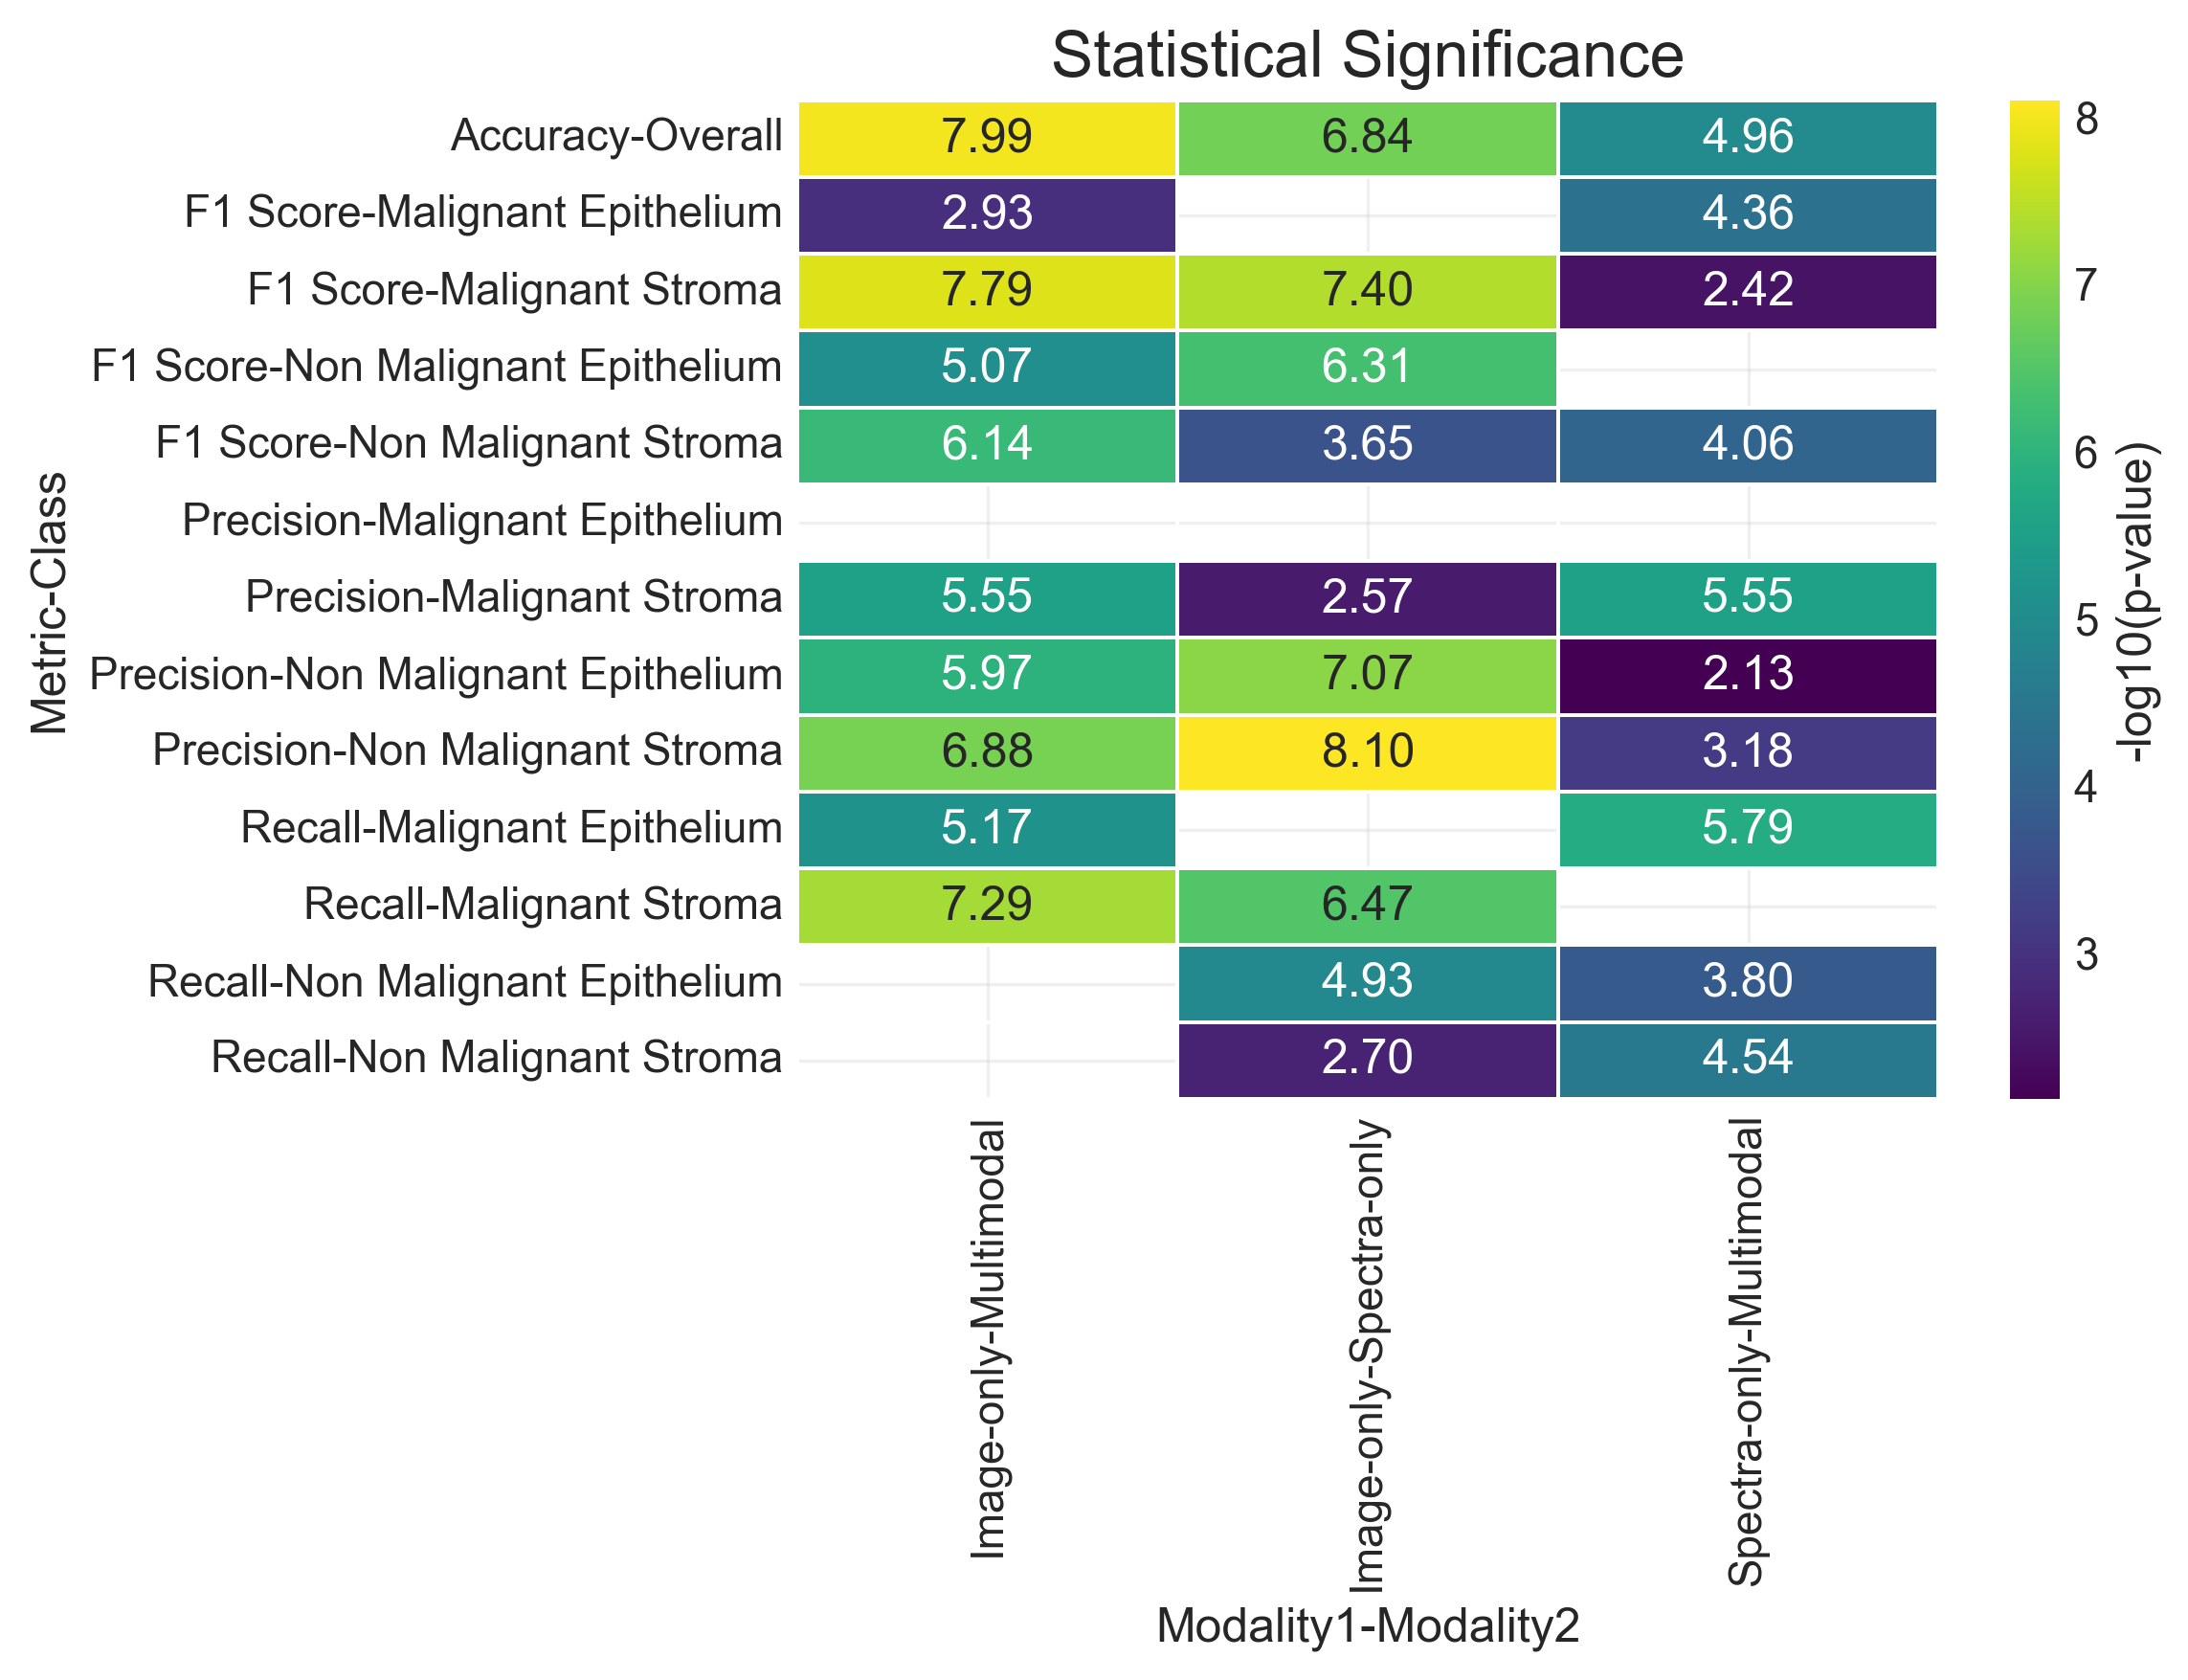 Statistical Significance
Accuracy-Overall 7.99 6.84 4.96
F1 Score-Malignant Epithelium 2.93 4.36
F1 Score-Malignant Stroma 7.79 7.40 2.42
F1 Score-Non Malignant Epithelium 5.07 6.31
F1 Score-Non Malignant Stroma 6.14 3.65 4.06
Precision-Malignant Epithelium
Precision-Malignant Stroma 5.55 2.57 5.55
Precision-Non Malignant Epithelium 5.97 7.07 2.13
Precision-Non Malignant Stroma 6.88 8.10 3.18
Recall-Malignant Epithelium 5.17 5.79
Recall-Malignant Stroma 7.29 6.47
Recall-Non Malignant Epithelium 4.93 3.80
Recall-Non Malignant Stroma 2.70 4.54
Metric-Class
Image-only-Multimodal
Image-only-Spectra-only
Spectra-only-Multimodal
Modality1-Modality2
8
7
6
5
4
3
-log10(p-value)